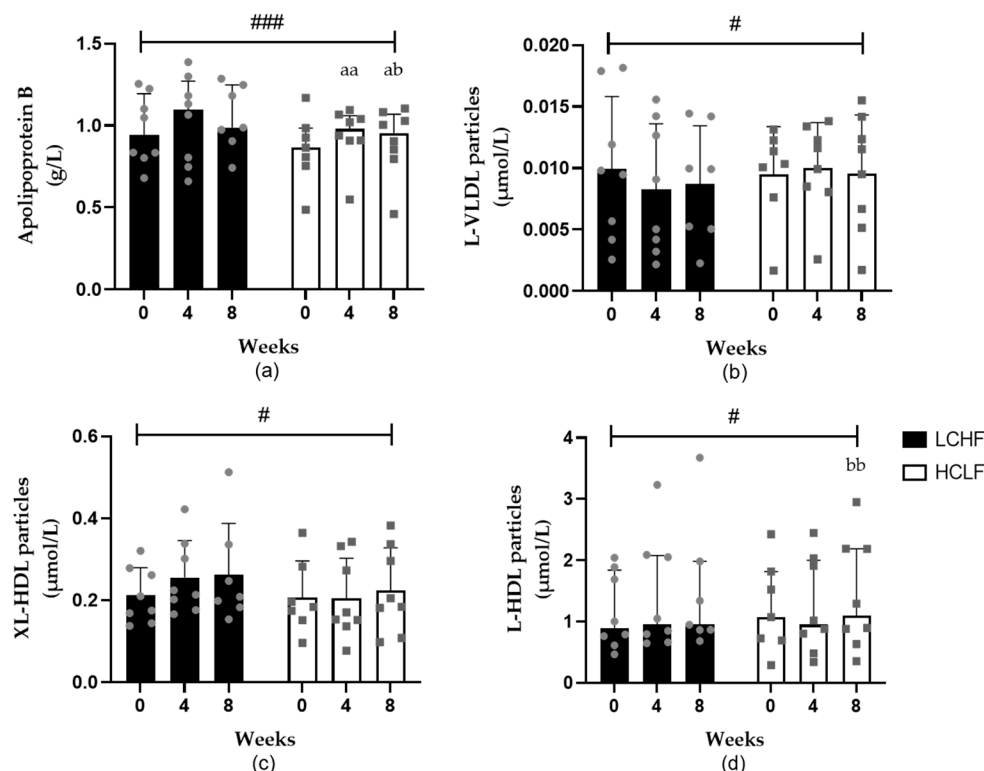 ###
1.5
1.0
0.5
0.0
Apolipoprotein B
(g/L)
aa
ab
0 4 8 0 4 8
Weeks
(a)
#
0.020
0.015
0.010
0.005
0.000
L-VLDL particles
(µmol/L)
0 4 8 0 4 8
Weeks
(b)
#
0.6
0.4
0.2
0.0
XL-HDL particles
(µmol/L)
0 4 8 0 4 8
Weeks
(c)
#
4
3
2
1
0
L-HDL particles
(µmol/L)
bb
0 4 8 0 4 8
Weeks
(d)
LCHF
HCLF